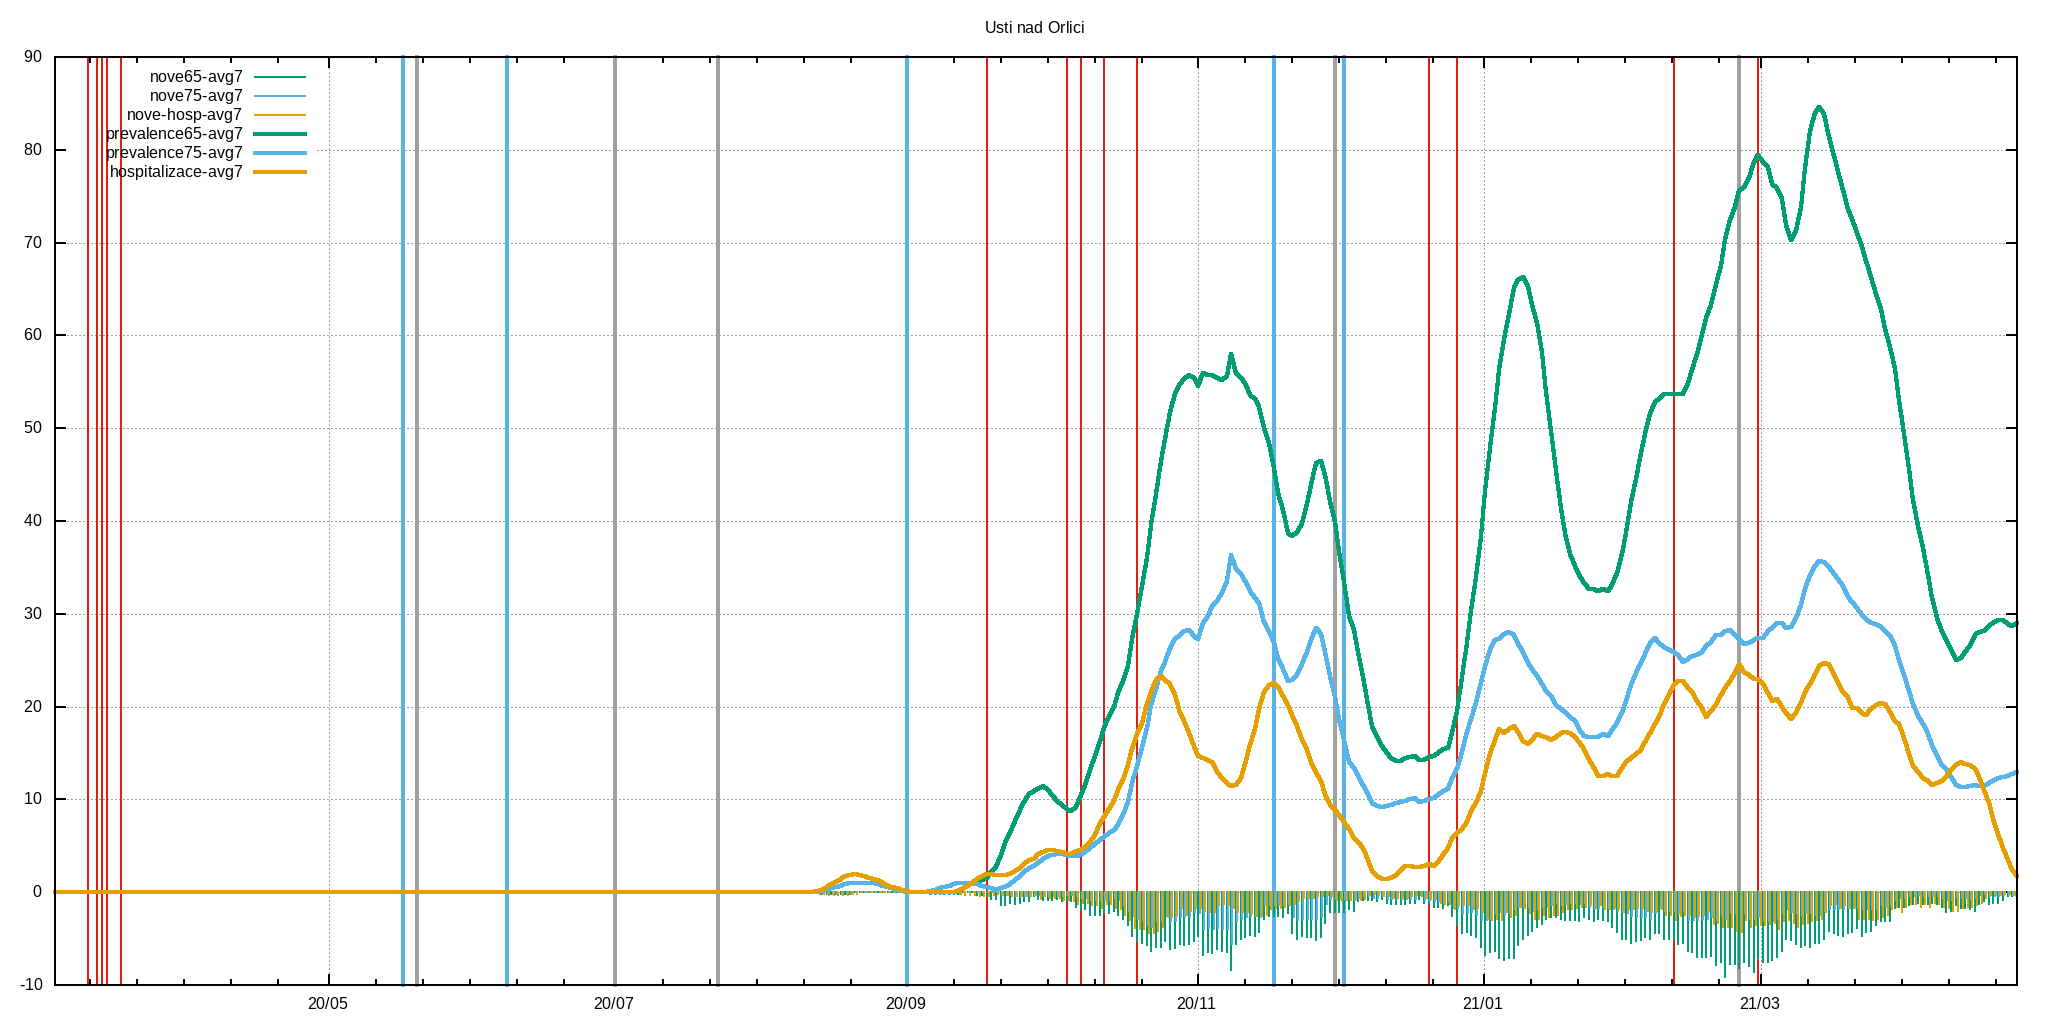 Usti nad Orlici
90
80
70
60
50
40
30
20
10
0
-10
nove65-avg7
nove75-avg7
nove-hosp-avg7
prevalence65-avg7
prevalence75-avg7
hospitalizace-avg7
20/05
20/07
20/09
20/11
21/01
21/03